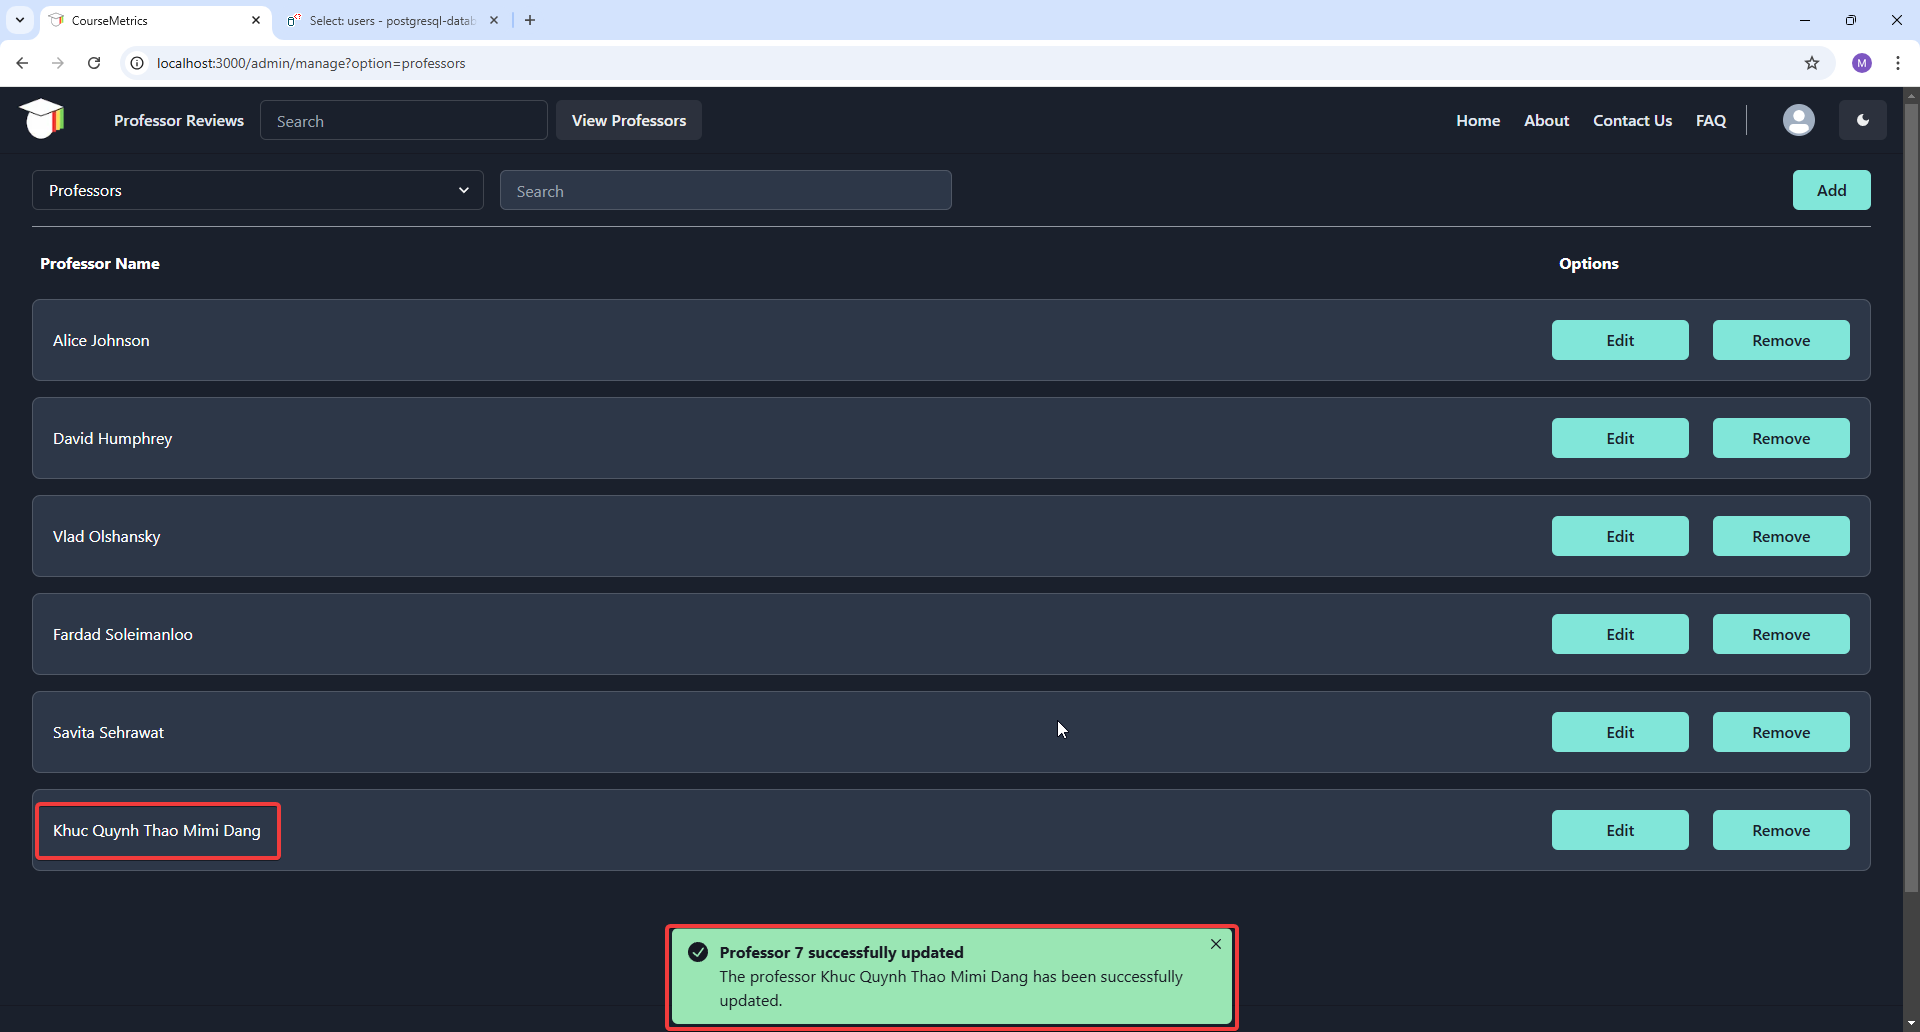 CourseMetrics
Select: users - postgresql-datab
localhost:3000/admin/manage?option=professors
M
Professor Reviews
Search
View Professors
Home
About
Contact Us
FAQ
Professors
Search
Add
Professor Name
Options
Alice Johnson
Edit
Remove
David Humphrey
Edit
Remove
Vlad Olshansky
Edit
Remove
Fardad Soleimanloo
Edit
Remove
Savita Sehrawat
Edit
Remove
Khuc Quynh Thao Mimi Dang
Edit
Remove
Professor 7 successfully updated
The professor Khuc Quynh Thao Mimi Dang has been successfully
updated.